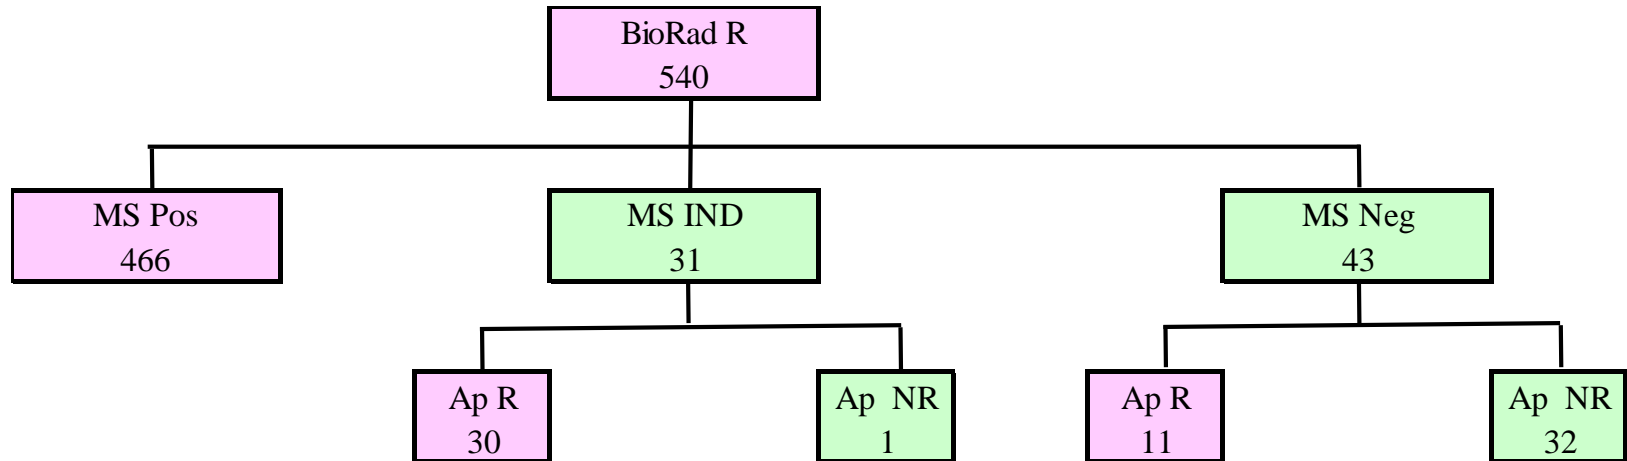 BioRad R
540
MS Pos
466
MS IND
31
MS Neg
43
Ap R
30
Ap NR
1
Ap R
11
Ap NR
32